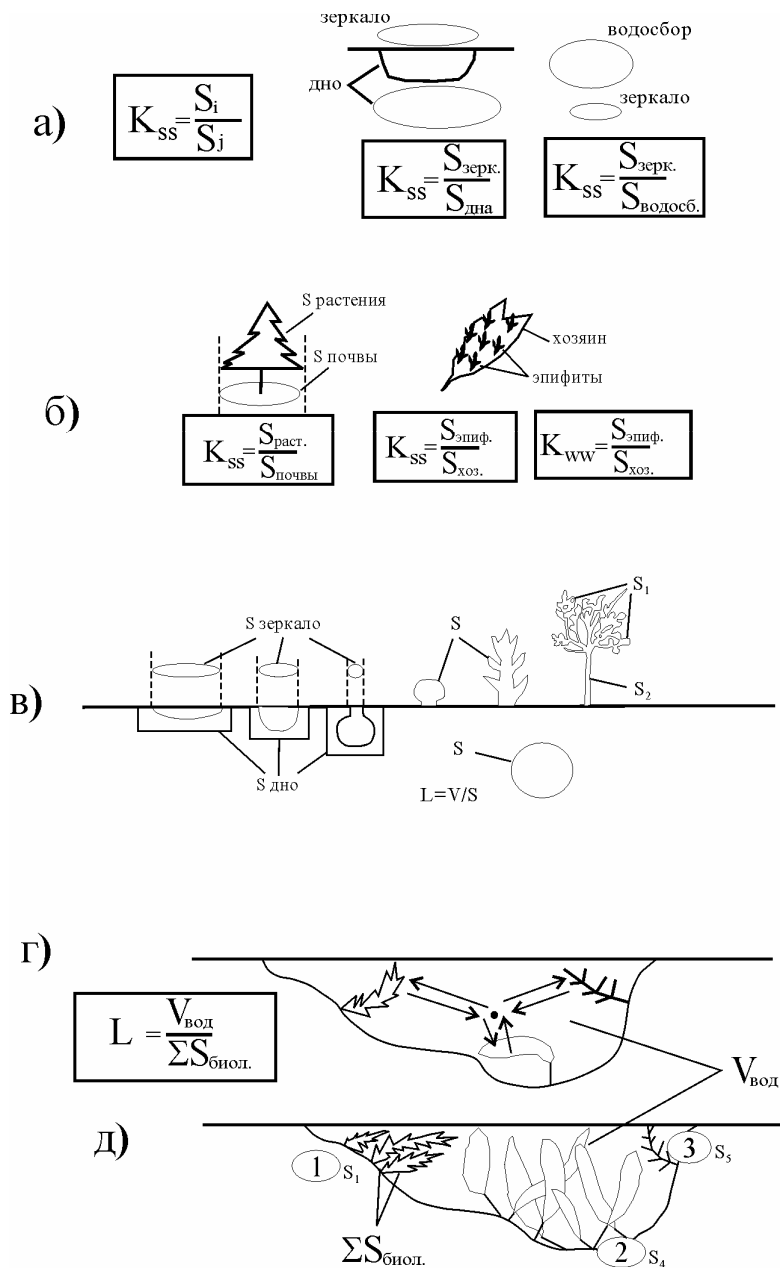 зеркало
водосбор
дно
зеркало
а)
K_ss = S_i / S_j
K_ss = S_зерк. / S_дна
K_ss = S_зерк. / S_водосб.
S растения
S почвы
хозяин
эпифиты
б)
K_ss = S_раст. / S_почвы
K_ss = S_эпиф. / S_хоз.
K_ww = S_эпиф. / S_хоз.
S зеркало
S
S_1
S_2
в)
S дно
S
L=V/S
г)
L = V_вод / ΣS_биол.
V_вод
д)
1 S_1
3 S_5
ΣS_биол.
2 S_4